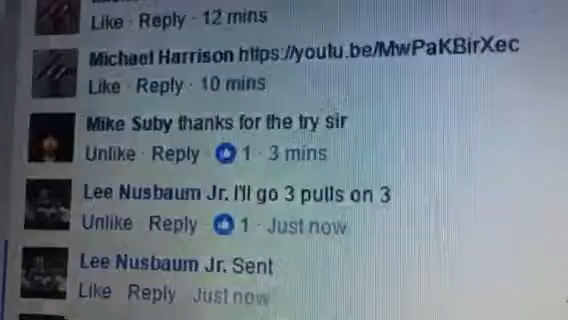 Like · Reply · 12 mins
Michael Harrison https://youtu.be/MwPaKBirXec
Like · Reply · 10 mins
Mike Suby thanks for the try sir
Unlike · Reply · 1 · 3 mins
Lee Nusbaum Jr. I'll go 3 pulls on 3
Unlike · Reply · 1 · Just now
Lee Nusbaum Jr. Sent
Like · Reply · Just now